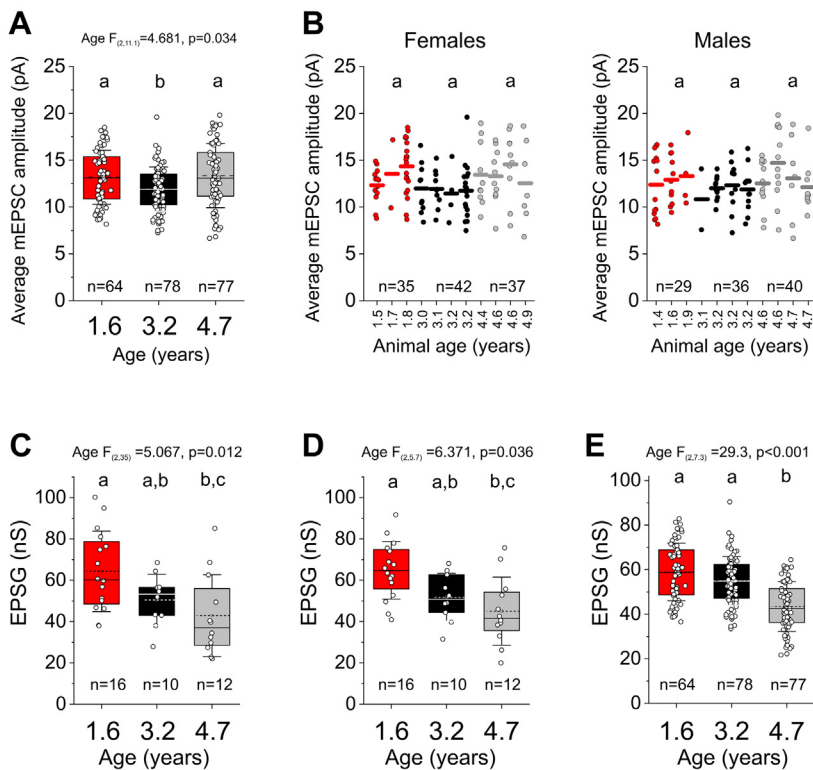 A
Age F(2,11.1)=4.681, p=0.034
Average mEPSC amplitude (pA)
25
20
15
10
5
0
a
b
a
n=64
n=78
n=77
1.6
3.2
4.7
Age (years)
B
Females
Average mEPSC amplitude (pA)
25
20
15
10
5
0
a
a
a
n=35
n=42
n=37
1.5
1.7
1.8
3.0
3.1
3.2
3.2
4.4
4.6
4.6
4.9
Animal age (years)
Males
Average mEPSC amplitude (pA)
25
20
15
10
5
0
a
a
a
n=29
n=36
n=40
1.4
1.6
1.9
3.1
3.2
3.2
3.2
4.6
4.6
4.7
4.7
Animal age (years)
C
Age F(2,35) =5.067, p=0.012
EPSG (nS)
100
80
60
40
20
0
a
a,b
b,c
n=16
n=10
n=12
1.6
3.2
4.7
Age (years)
D
Age F(2,5.7)=6.371, p=0.036
EPSG (nS)
100
80
60
40
20
0
a
a,b
b,c
n=16
n=10
n=12
1.6
3.2
4.7
Age (years)
E
Age F(2,7.3) =29.3, p<0.001
EPSG (nS)
100
80
60
40
20
0
a
a
b
n=64
n=78
n=77
1.6
3.2
4.7
Age (years)